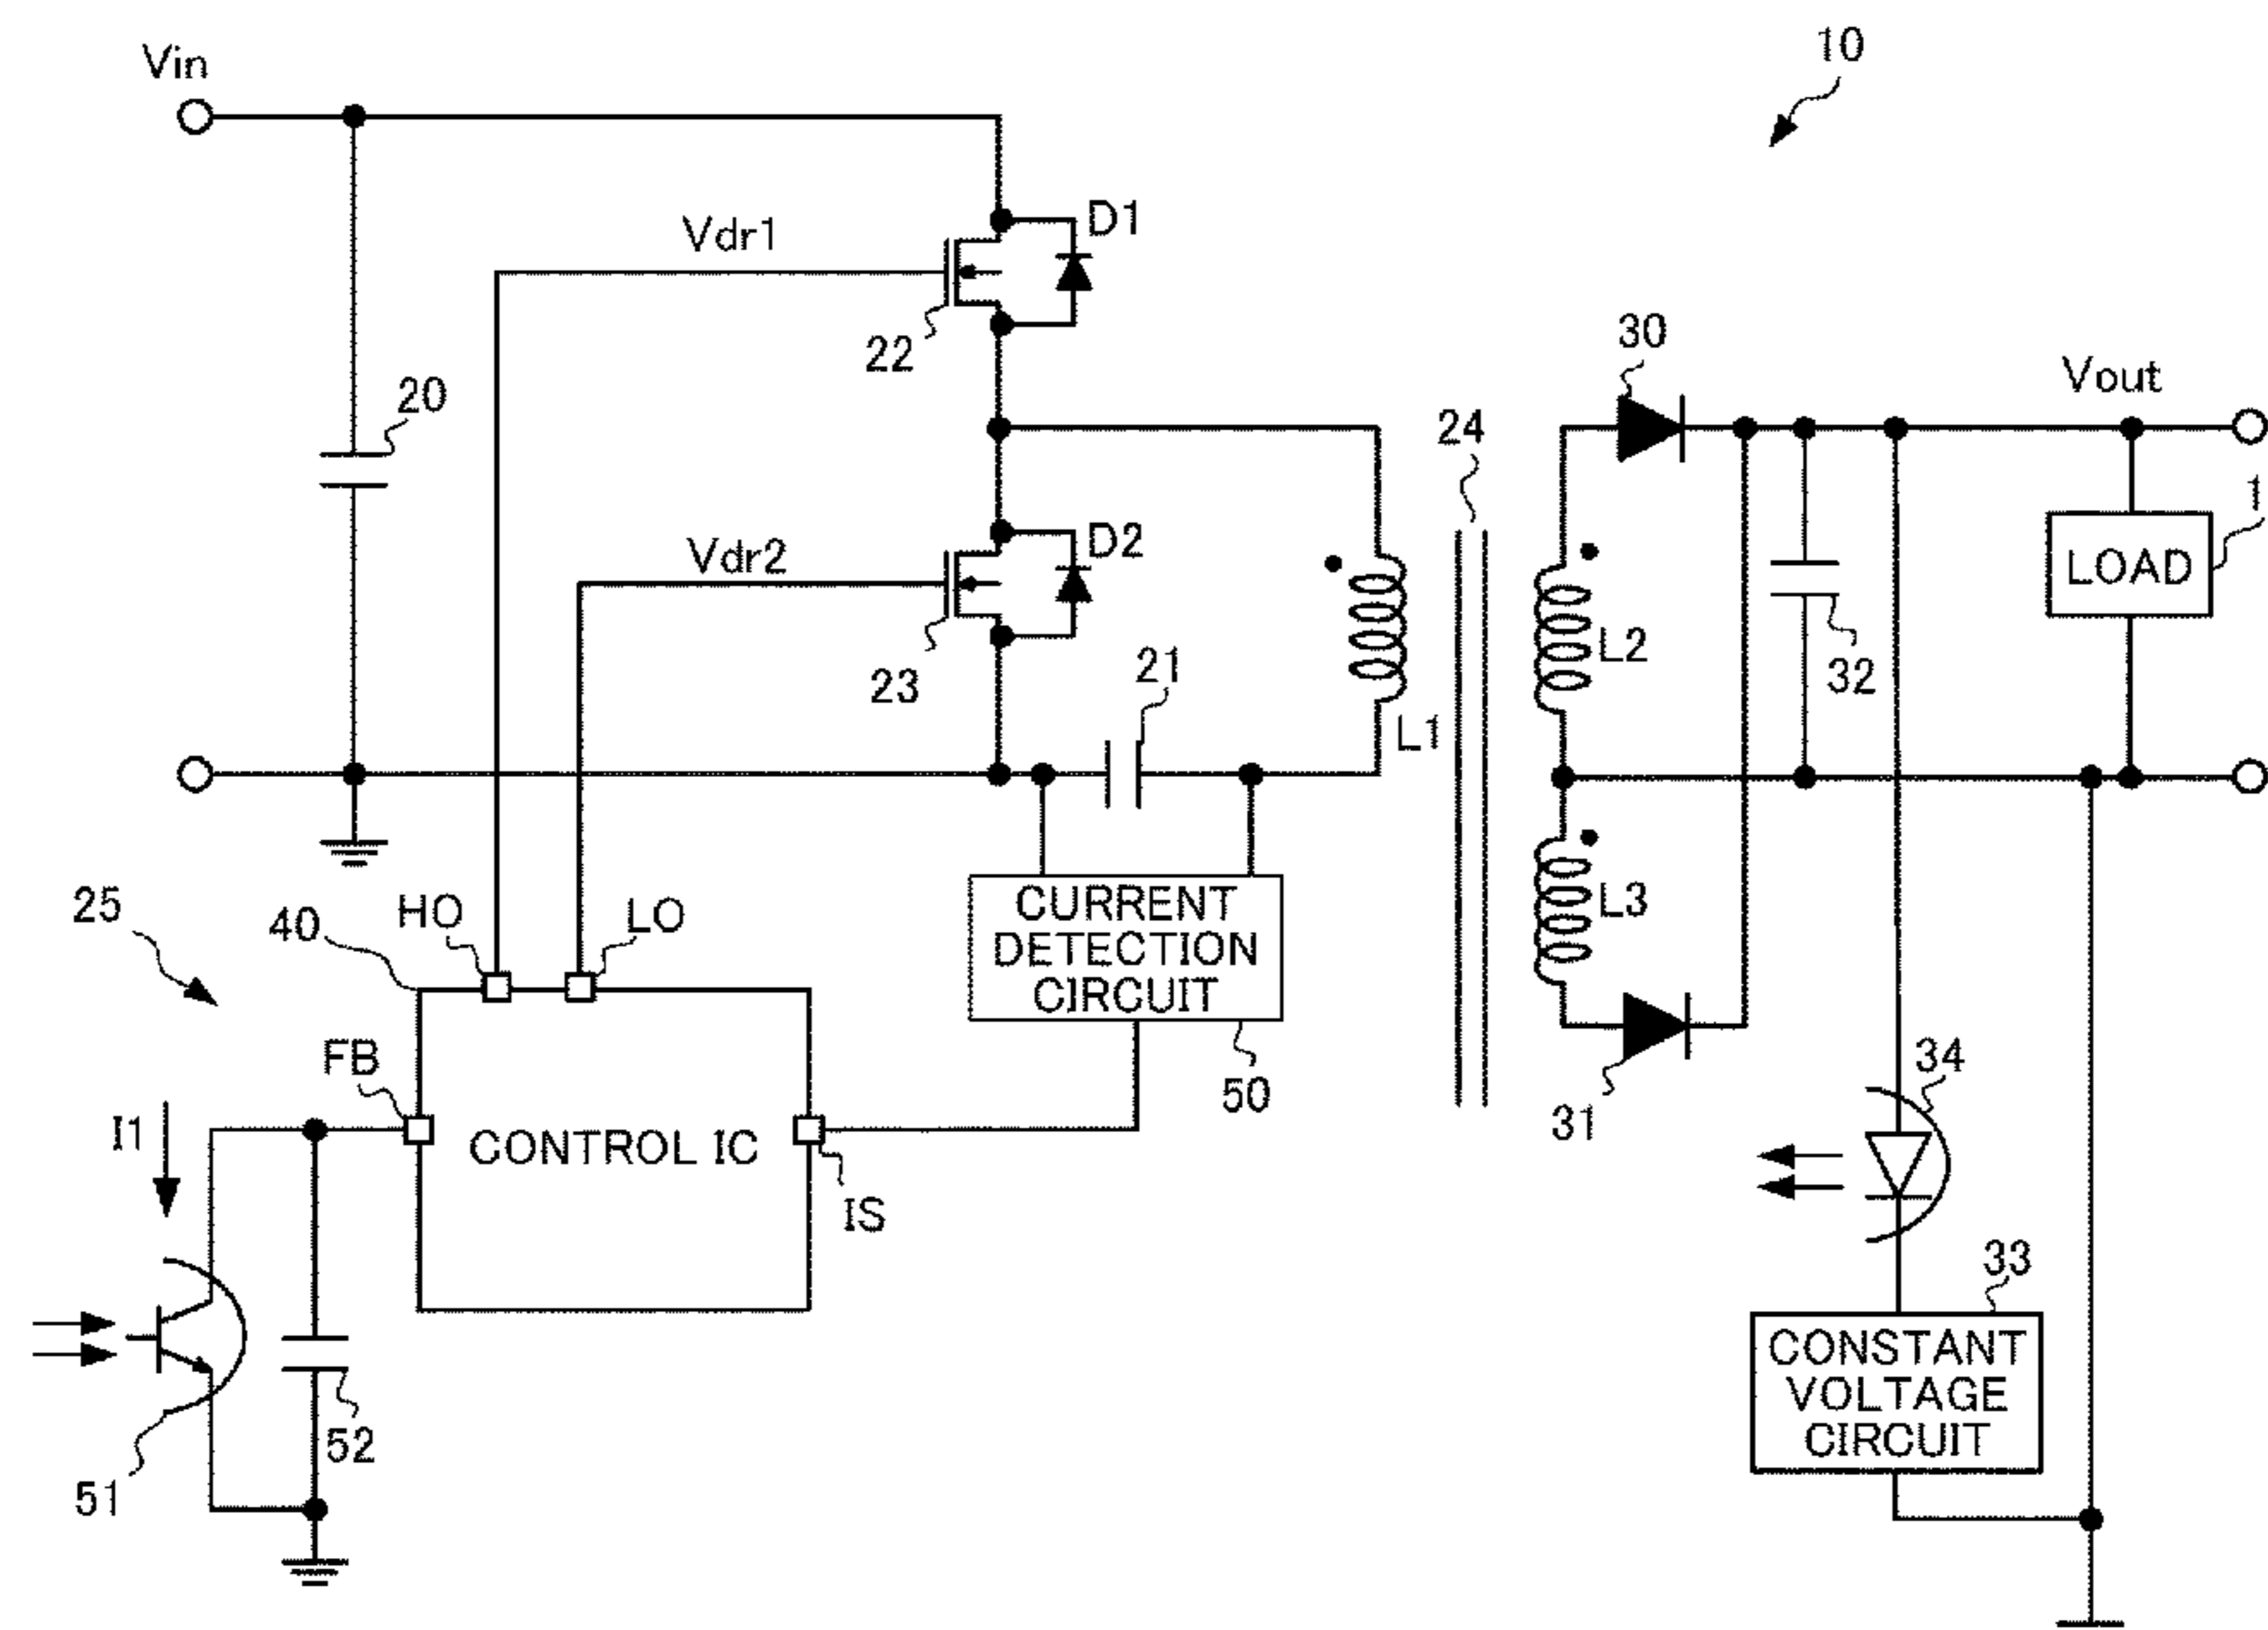 Vin
10
Vdr1
D1
22
20
30
Vout
24
1
LOAD
Vdr2
D2
23
21
L1
L2
32
25
40
HO
LO
CURRENT
DETECTION
CIRCUIT
L3
FB
50
31
34
I1
CONTROL IC
IS
33
CONSTANT
VOLTAGE
CIRCUIT
52
51